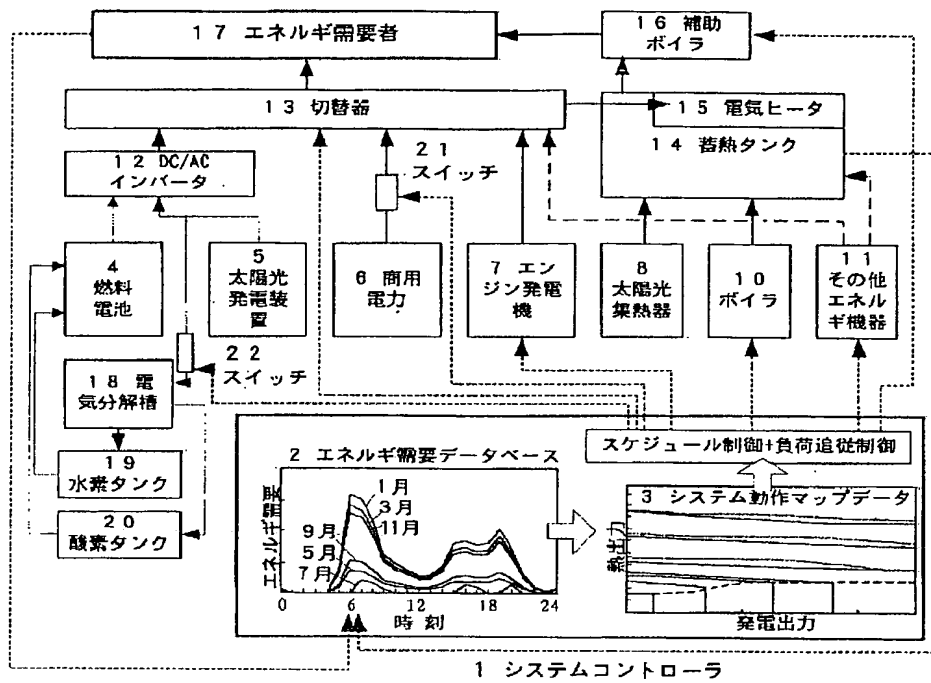 １７ エネルギ需要者
１６ 補助
ボイラ
１３ 切替器
１５ 電気ヒータ
１４ 蓄熱タンク
１２ DC/AC
インバータ
２１
スイッチ
４
燃料
電池
５
太陽光
発電装
置
６ 商用
電力
７ エン
ジン発電
機
８
太陽光
集熱器
１０
ボイラ
１１
その他
エネル
ギ機器
２２
スイッチ
１８ 電
気分解槽
１９
水素タンク
２０
酸素タンク
スケジュール制御+負荷追従制御
２ エネルギ需要データベース
エネルギ需要
1月
3月
11月
9月
5月
7月
0 6 12 18 24
時 刻
３ システム動作マップデータ
熱出力
発電出力
１ システムコントローラ